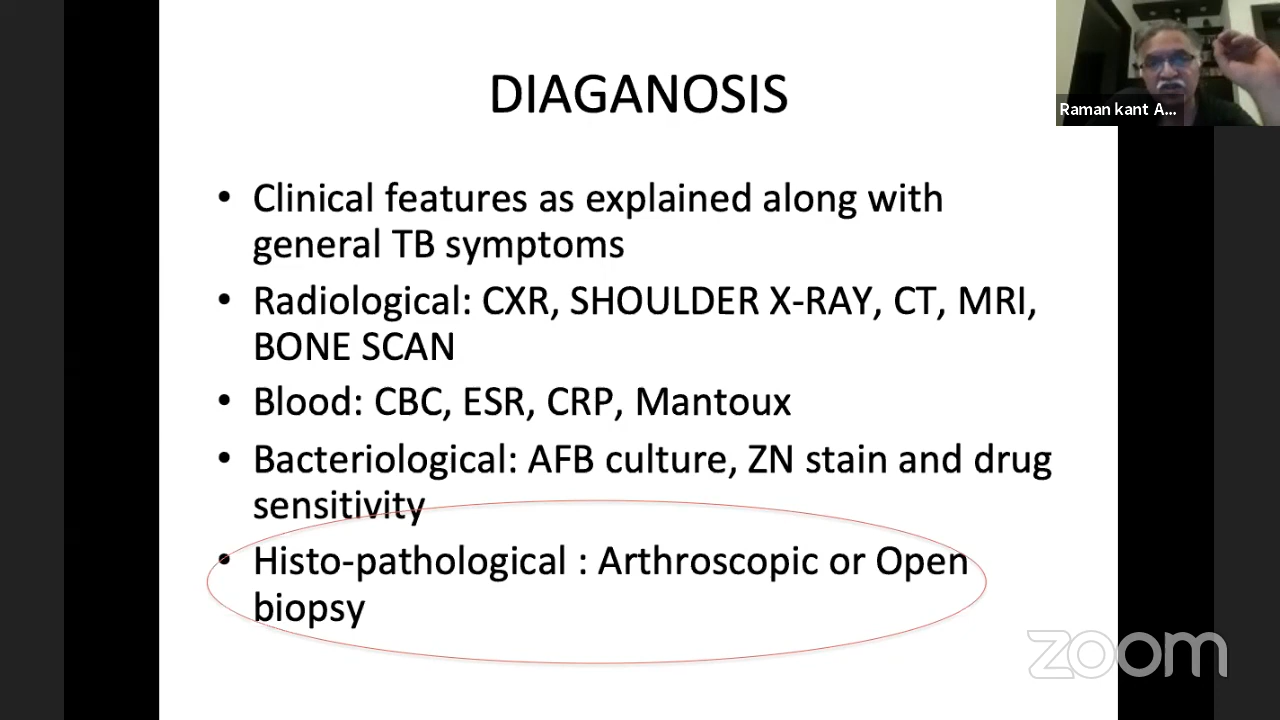 DIAGANOSIS
Raman kant A...
• Clinical features as explained along with
general TB symptoms
• Radiological: CXR, SHOULDER X-RAY, CT, MRI,
BONE SCAN
• Blood: CBC, ESR, CRP, Mantoux
• Bacteriological: AFB culture, ZN stain and drug
sensitivity
• Histo-pathological : Arthroscopic or Open
biopsy
zoom